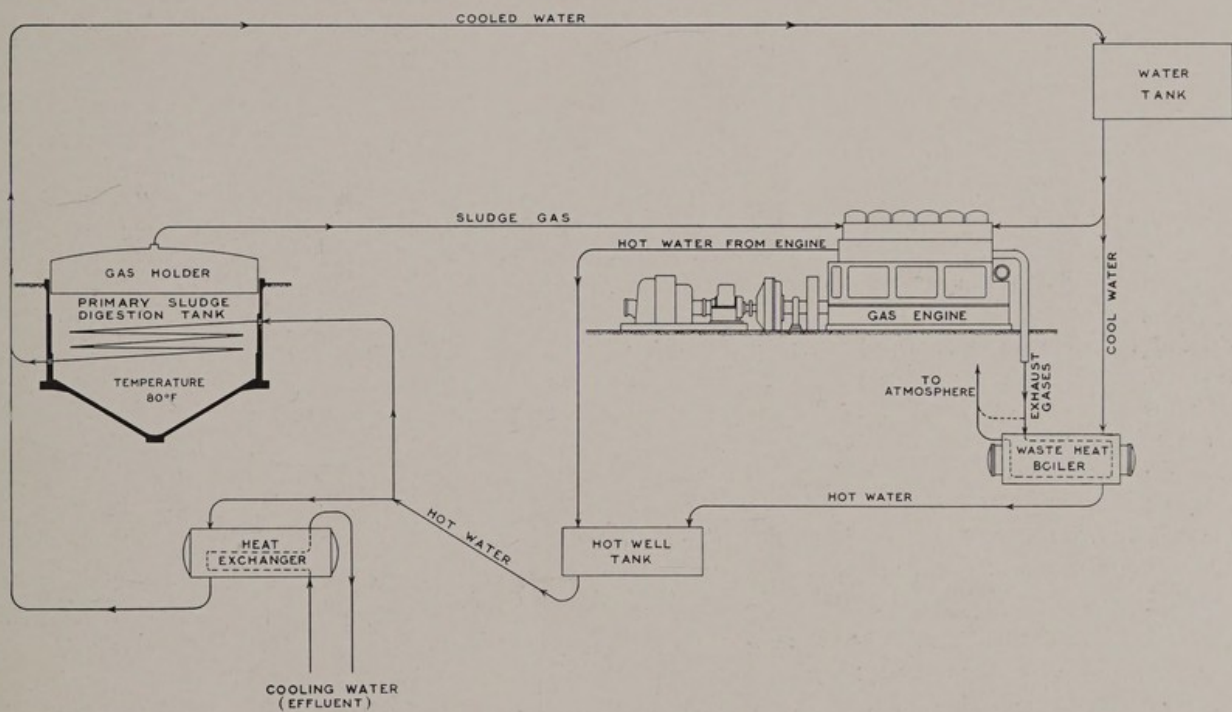 COOLED WATER
WATER
TANK
SLUDGE GAS
HOT WATER FROM ENGINE
GAS HOLDER
PRIMARY SLUDGE
DIGESTION TANK
TEMPERATURE
80°F
GAS ENGINE
COOL WATER
EXHAUST
GASES
TO
ATMOSPHERE
WASTE HEAT
BOILER
HOT WATER
HOT WELL
TANK
HOT WATER
HEAT
EXCHANGER
COOLING WATER
(EFFLUENT)